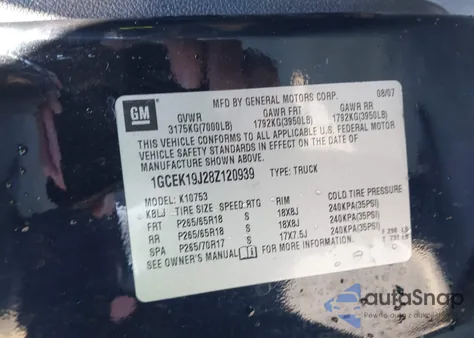 MFD BY GENERAL MOTORS CORP. 08/07
GM GVWR GAWR FRT GAWR RR
3175KG(7000LB) 1792KG(3950LB) 1792KG(3950LB)
THIS VEHICLE CONFORMS TO ALL APPLICABLE U.S. FEDERAL MOTOR
VEHICLE SAFETY STANDARDS IN EFFECT ON THE DATE OF
MANUFACTURE SHOWN ABOVE.
1GCEK19J28Z120939 TYPE: TRUCK
MODEL: K10753
K8LJ TIRE SIZE SPEED RTG RIM COLD TIRE PRESSURE
FRT P265/65R18 S 18X8J 240KPA(35PSI)
RR P265/65R18 S 18X8J 240KPA(35PSI)
SPA P265/70R17 S 17X7.5J 240KPA(35PSI)
SEE OWNER'S MANUAL FOR MORE INFORMATION.
autoSnap